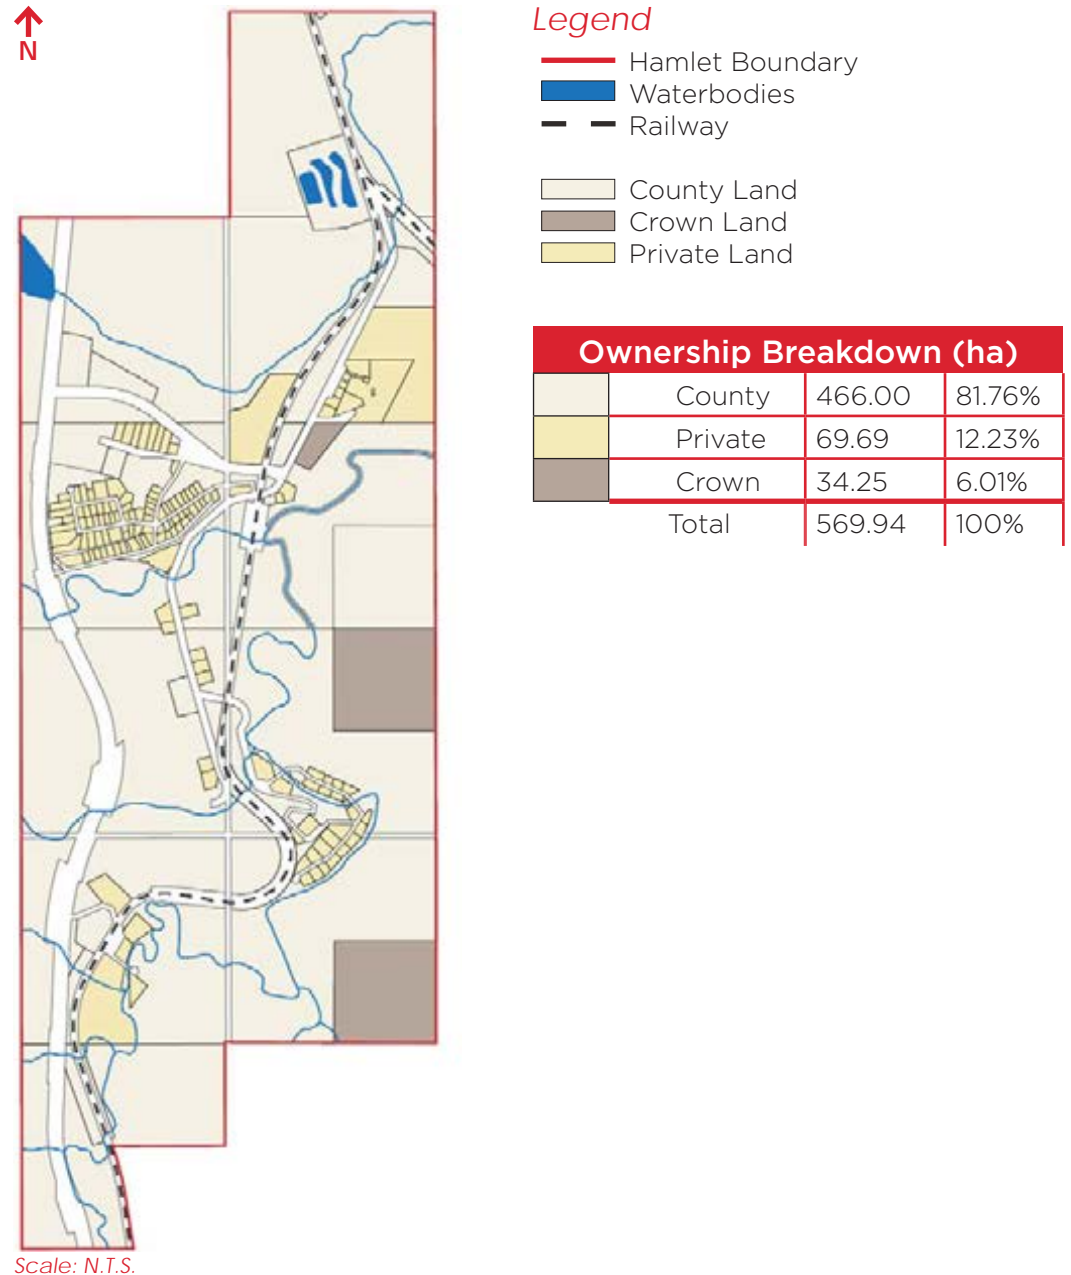 N
Legend
Hamlet Boundary
Waterbodies
Railway
County Land
Crown Land
Private Land
Ownership Breakdown (ha)
County 466.00 81.76%
Private 69.69 12.23%
Crown 34.25 6.01%
Total 569.94 100%
Scale: N.T.S.